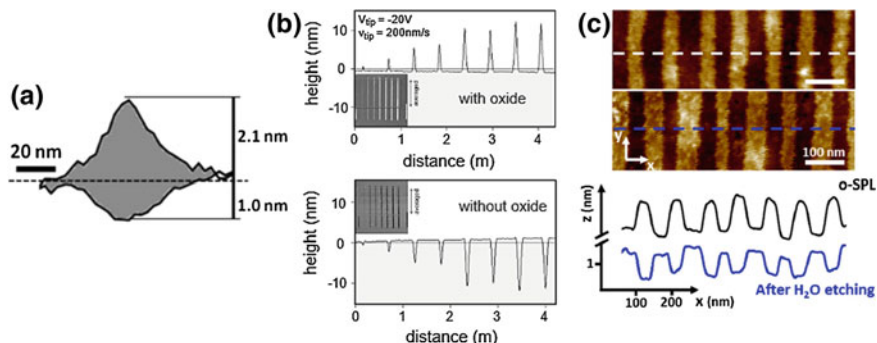 (a)
20 nm
2.1 nm
1.0 nm
(b)
V_tip = -20V
v_tip = 200nm/s
height (nm)
10
0
-10
averaged
with oxide
0 1 2 3 4
distance (m)
height (nm)
10
0
-10
averaged
without oxide
0 1 2 3 4
distance (m)
(c)
y
x
100 nm
o-SPL
z (nm)
1
100 200 x (nm)
After H₂O etching